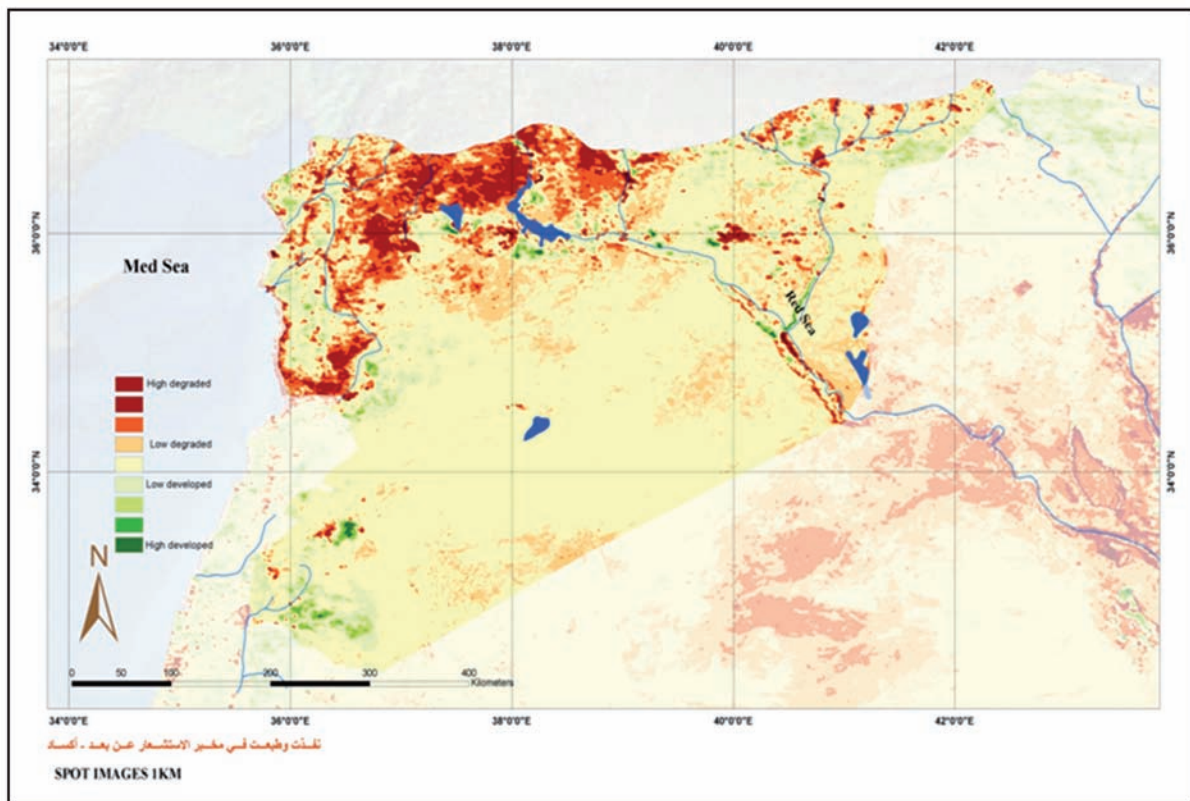 34°0'0"E 36°0'0"E 38°0'0"E 40°0'0"E 42°0'0"E
36°0'0"N
36°0'0"N
Med Sea
Red Sea
High degraded
Low degraded
34°0'0"N
34°0'0"N
Low developed
High developed
N
0 50 100 200 300 400
Kilometers
34°0'0"E 36°0'0"E 38°0'0"E 40°0'0"E 42°0'0"E
نفذت وطبعت في مخبر الاستشعار عن بعد - أكساد
SPOT IMAGES 1KM